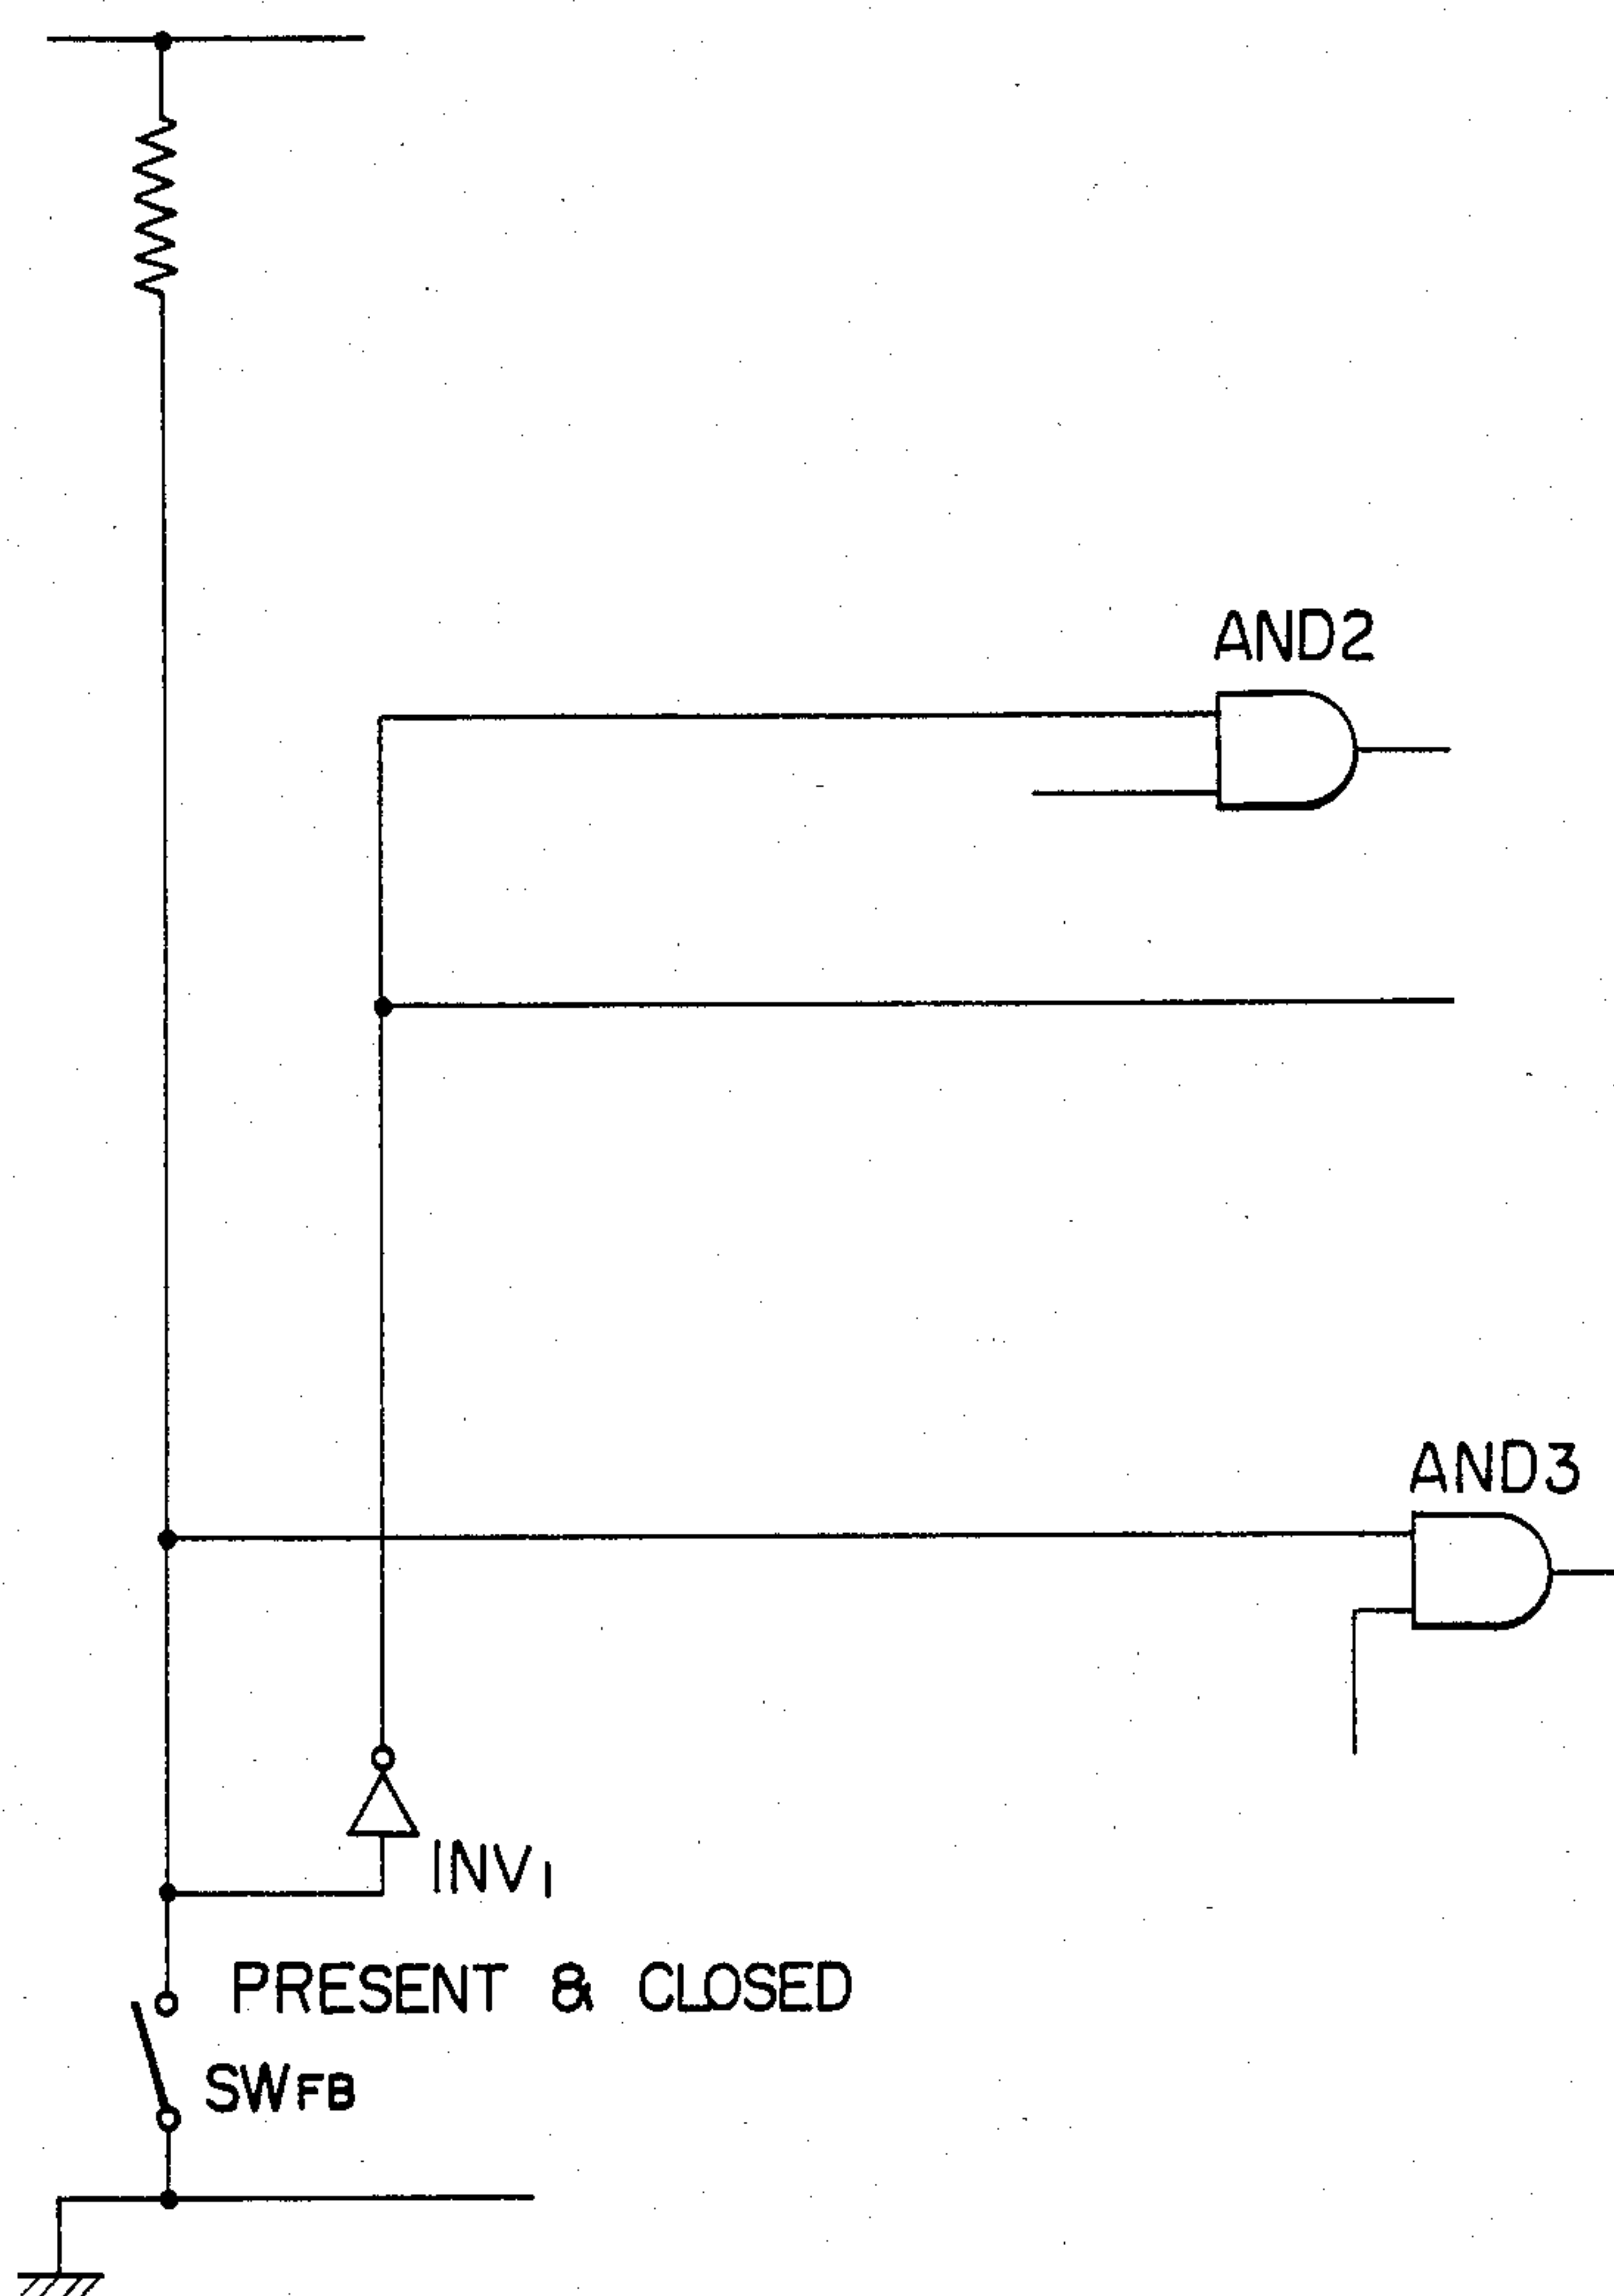 AND2
AND3
INV1
PRESENT & CLOSED
SWFB